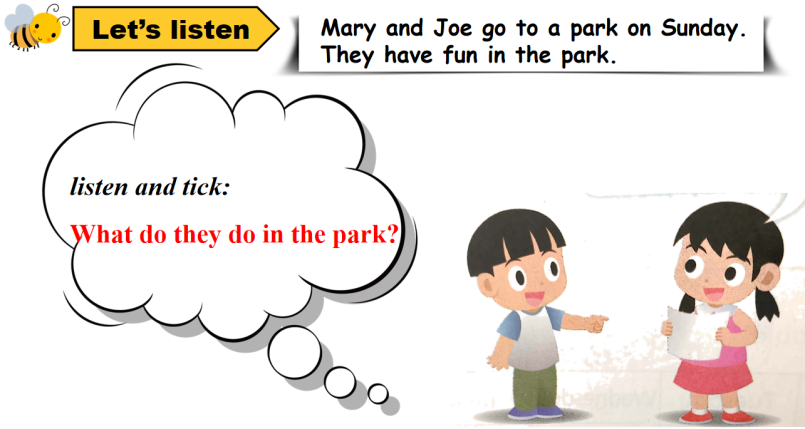 Let's listen
Mary and Joe go to a park on Sunday.
They have fun in the park.
listen and tick:
What do they do in the park?